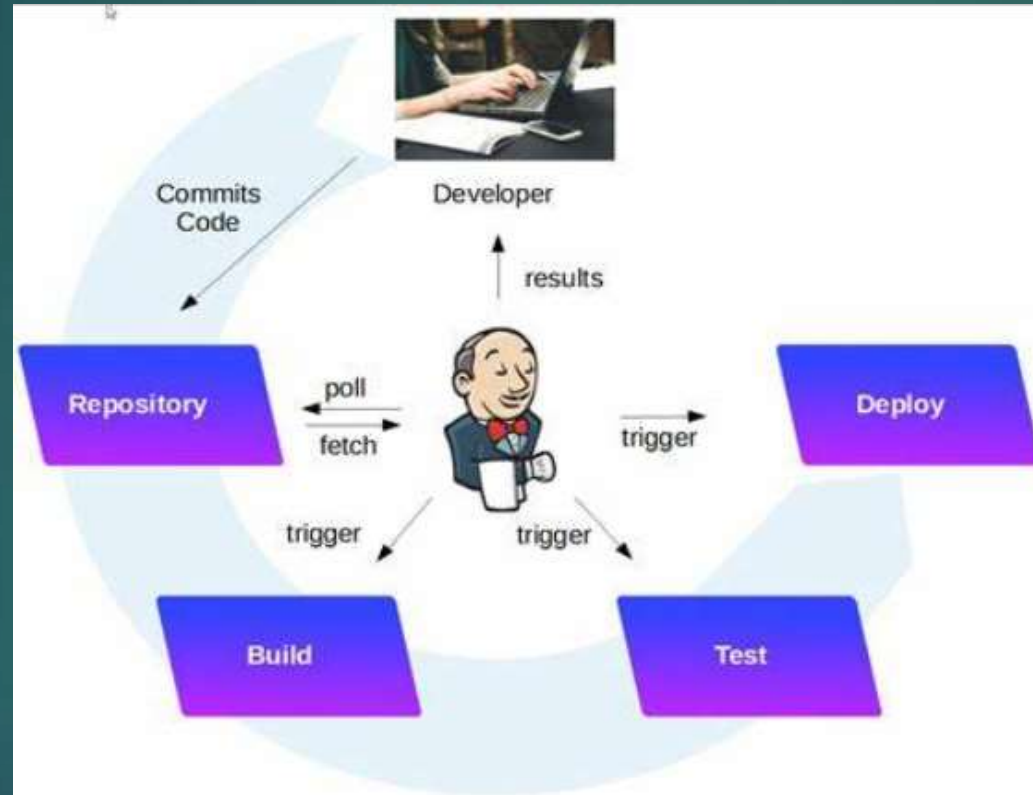 Commits
Code
Developer
results
Repository
poll
fetch
trigger
Deploy
trigger
trigger
Build
Test